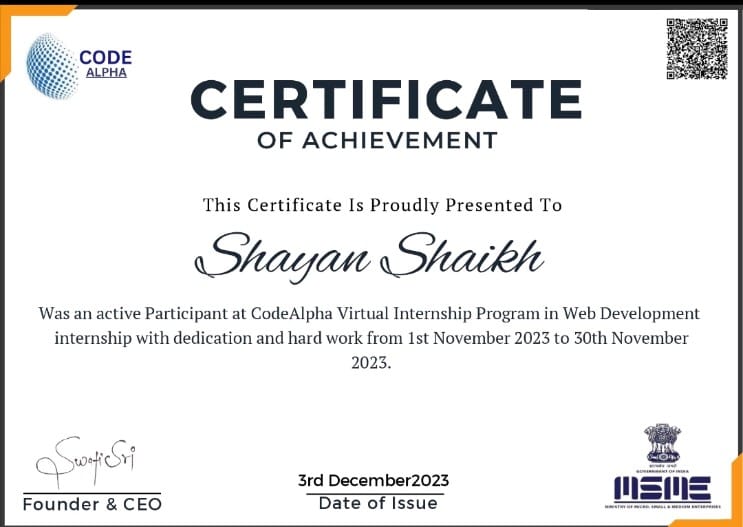 CODE
ALPHA
CERTIFICATE
OF ACHIEVEMENT
This Certificate Is Proudly Presented To
Shayan Shaikh
Was an active Participant at CodeAlpha Virtual Internship Program in Web Development
internship with dedication and hard work from 1st November 2023 to 30th November
2023.
SwatiSri
Founder & CEO
3rd December2023
Date of Issue
सत्यमेव जयते
GOVERNMENT OF INDIA
MSME
MINISTRY OF MICRO, SMALL & MEDIUM ENTERPRISES